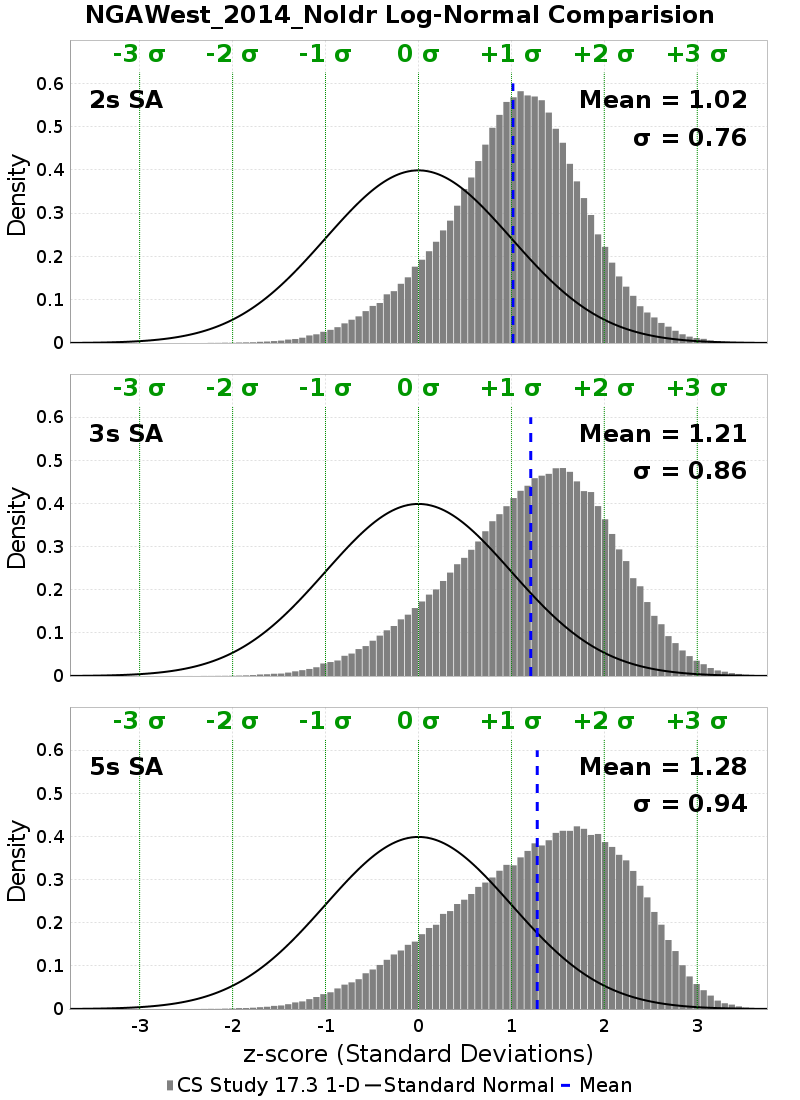 NGAWest_2014_NoIdr Log-Normal Comparision
-3 σ -2 σ -1 σ 0 σ +1 σ +2 σ +3 σ
2s SA
Mean = 1.02
σ = 0.76
0.6
0.5
0.4
0.3
0.2
0.1
0
Density
-3 σ -2 σ -1 σ 0 σ +1 σ +2 σ +3 σ
3s SA
Mean = 1.21
σ = 0.86
0.6
0.5
0.4
0.3
0.2
0.1
0
Density
-3 σ -2 σ -1 σ 0 σ +1 σ +2 σ +3 σ
5s SA
Mean = 1.28
σ = 0.94
0.6
0.5
0.4
0.3
0.2
0.1
0
Density
-3 -2 -1 0 1 2 3
z-score (Standard Deviations)
CS Study 17.3 1-D Standard Normal Mean